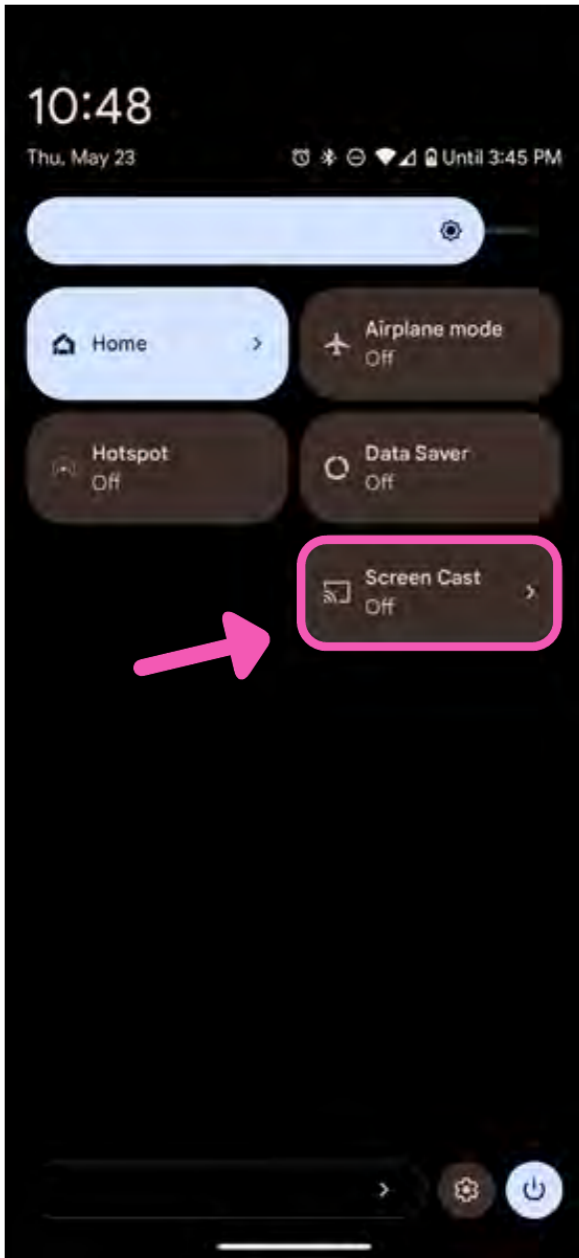 10:48
Thu, May 23 Until 3:45 PM
Home
Airplane mode
Off
Hotspot
Off
Data Saver
Off
Screen Cast
Off